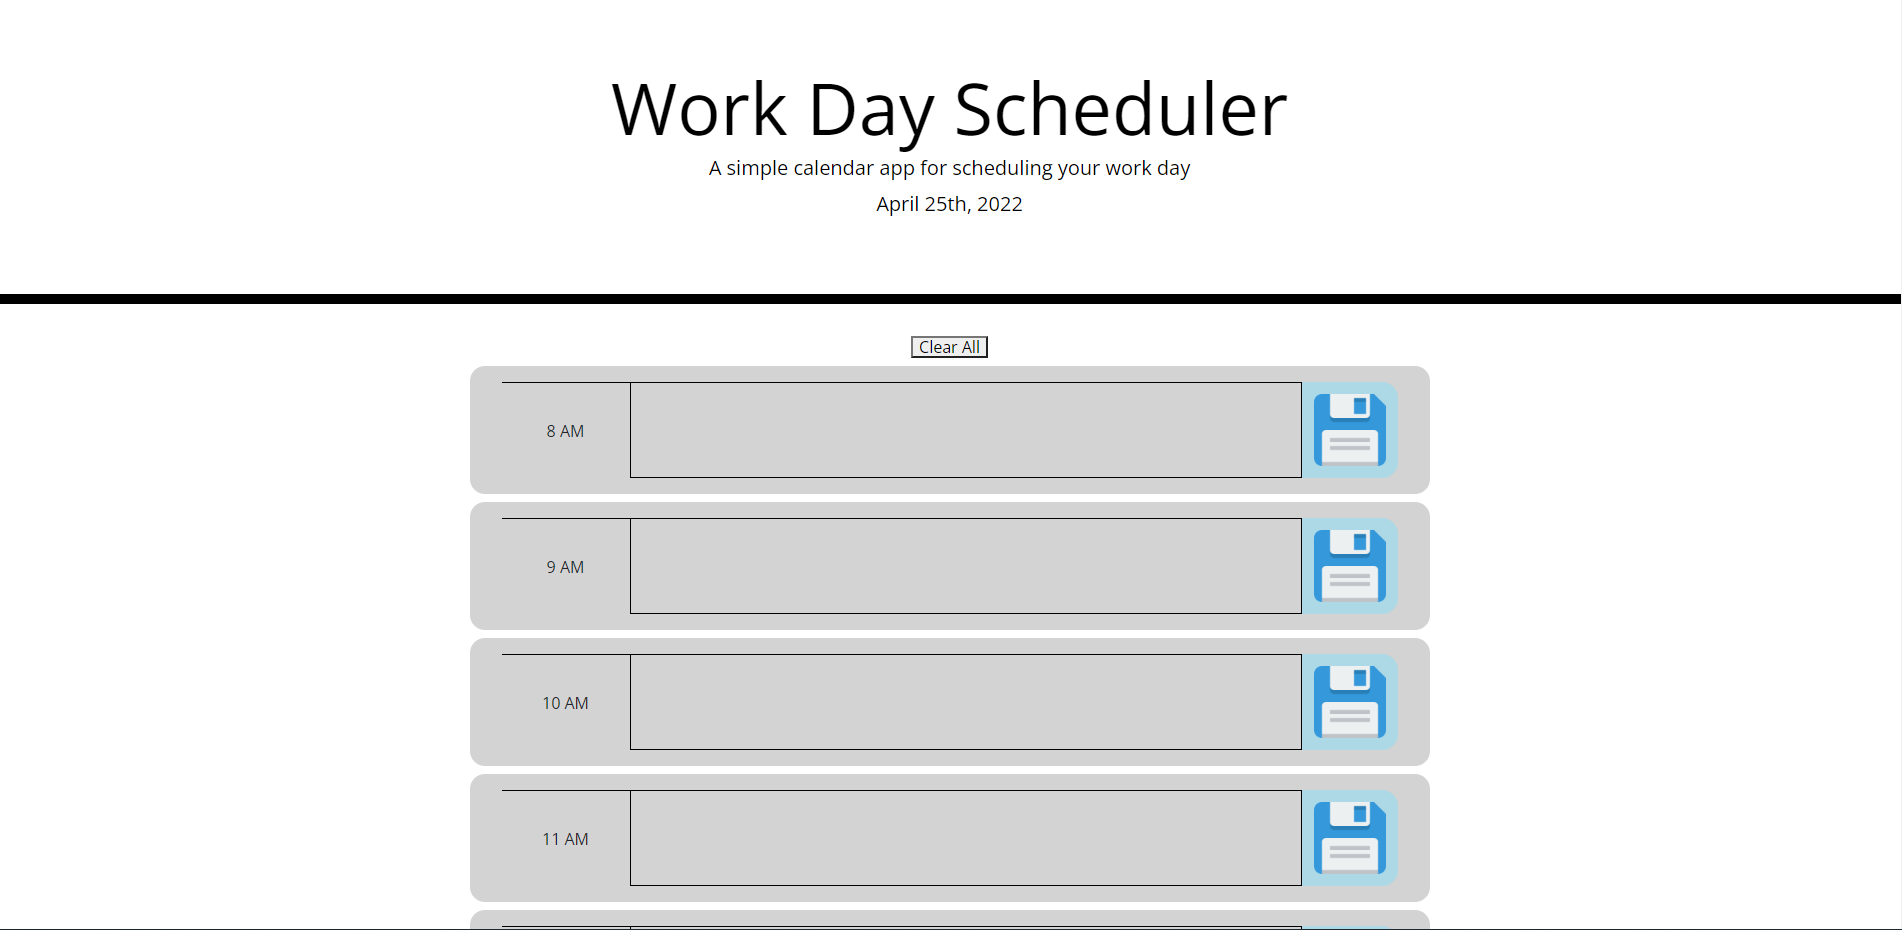 Work Day Scheduler
A simple calendar app for scheduling your work day
April 25th, 2022
Clear All
8 AM
9 AM
10 AM
11 AM